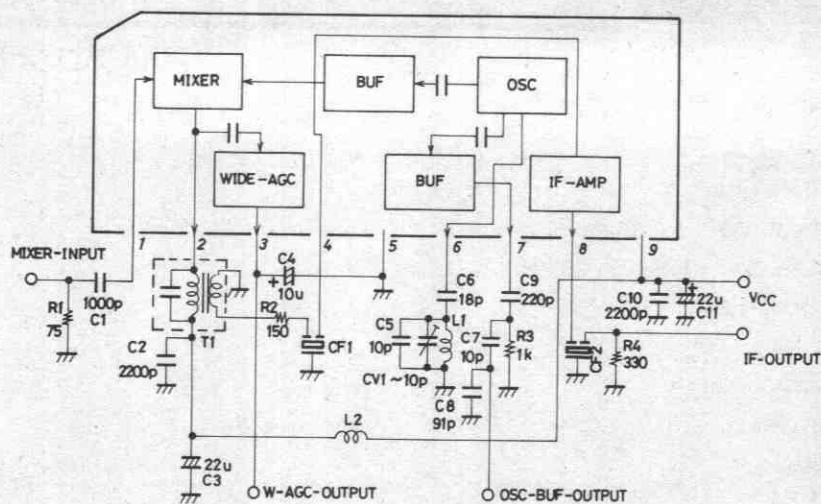 MIXER
BUF
OSC
WIDE-AGC
BUF
IF-AMP
1
2
3
4
5
6
7
8
9
MIXER-INPUT
1000p
C1
R1
75
C2
2200p
T1
R2
150
CF1
C4
+
10u
C6
18p
C5
10p
L1
CV1 ~10p
C7
10p
C8
91p
C9
220p
R3
1k
CF2
R4
330
C10
2200p
+
22u
C11
VCC
IF-OUTPUT
L2
22u
C3
W-AGC-OUTPUT
OSC-BUF-OUTPUT